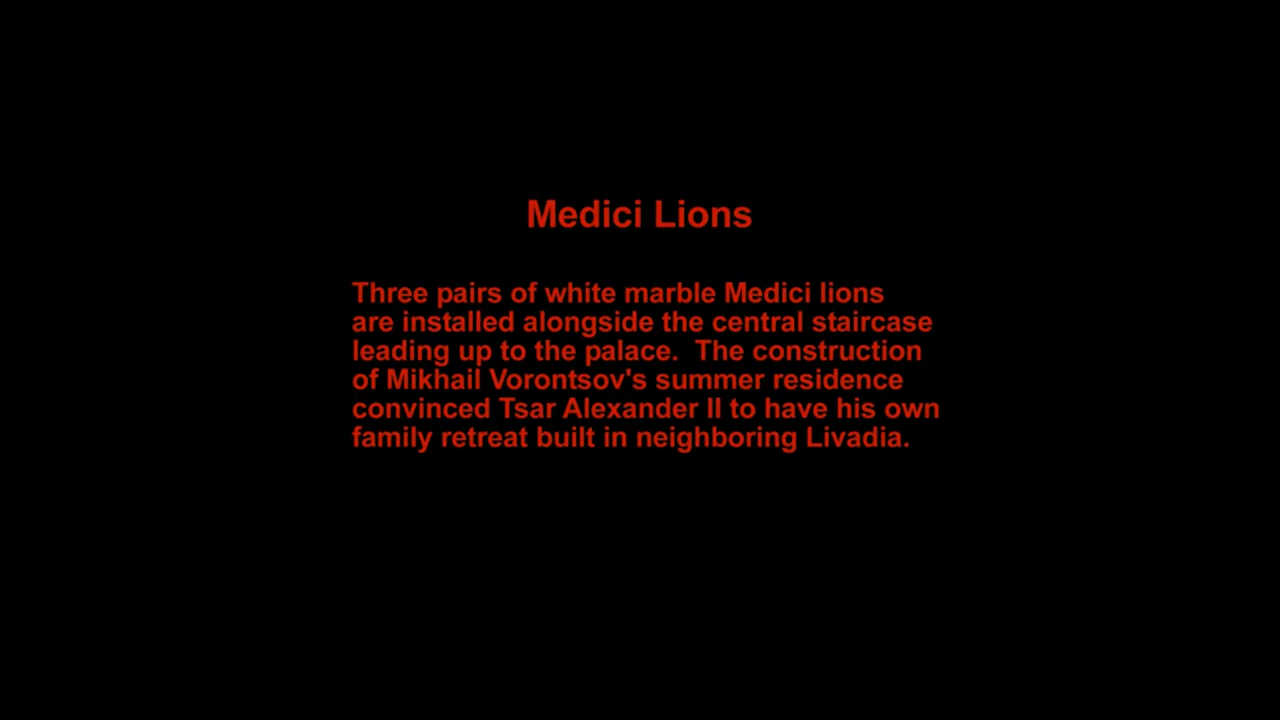 Medici Lions
Three pairs of white marble Medici lions
are installed alongside the central staircase
leading up to the palace.  The construction
of Mikhail Vorontsov's summer residence
convinced Tsar Alexander II to have his own
family retreat built in neighboring Livadia.